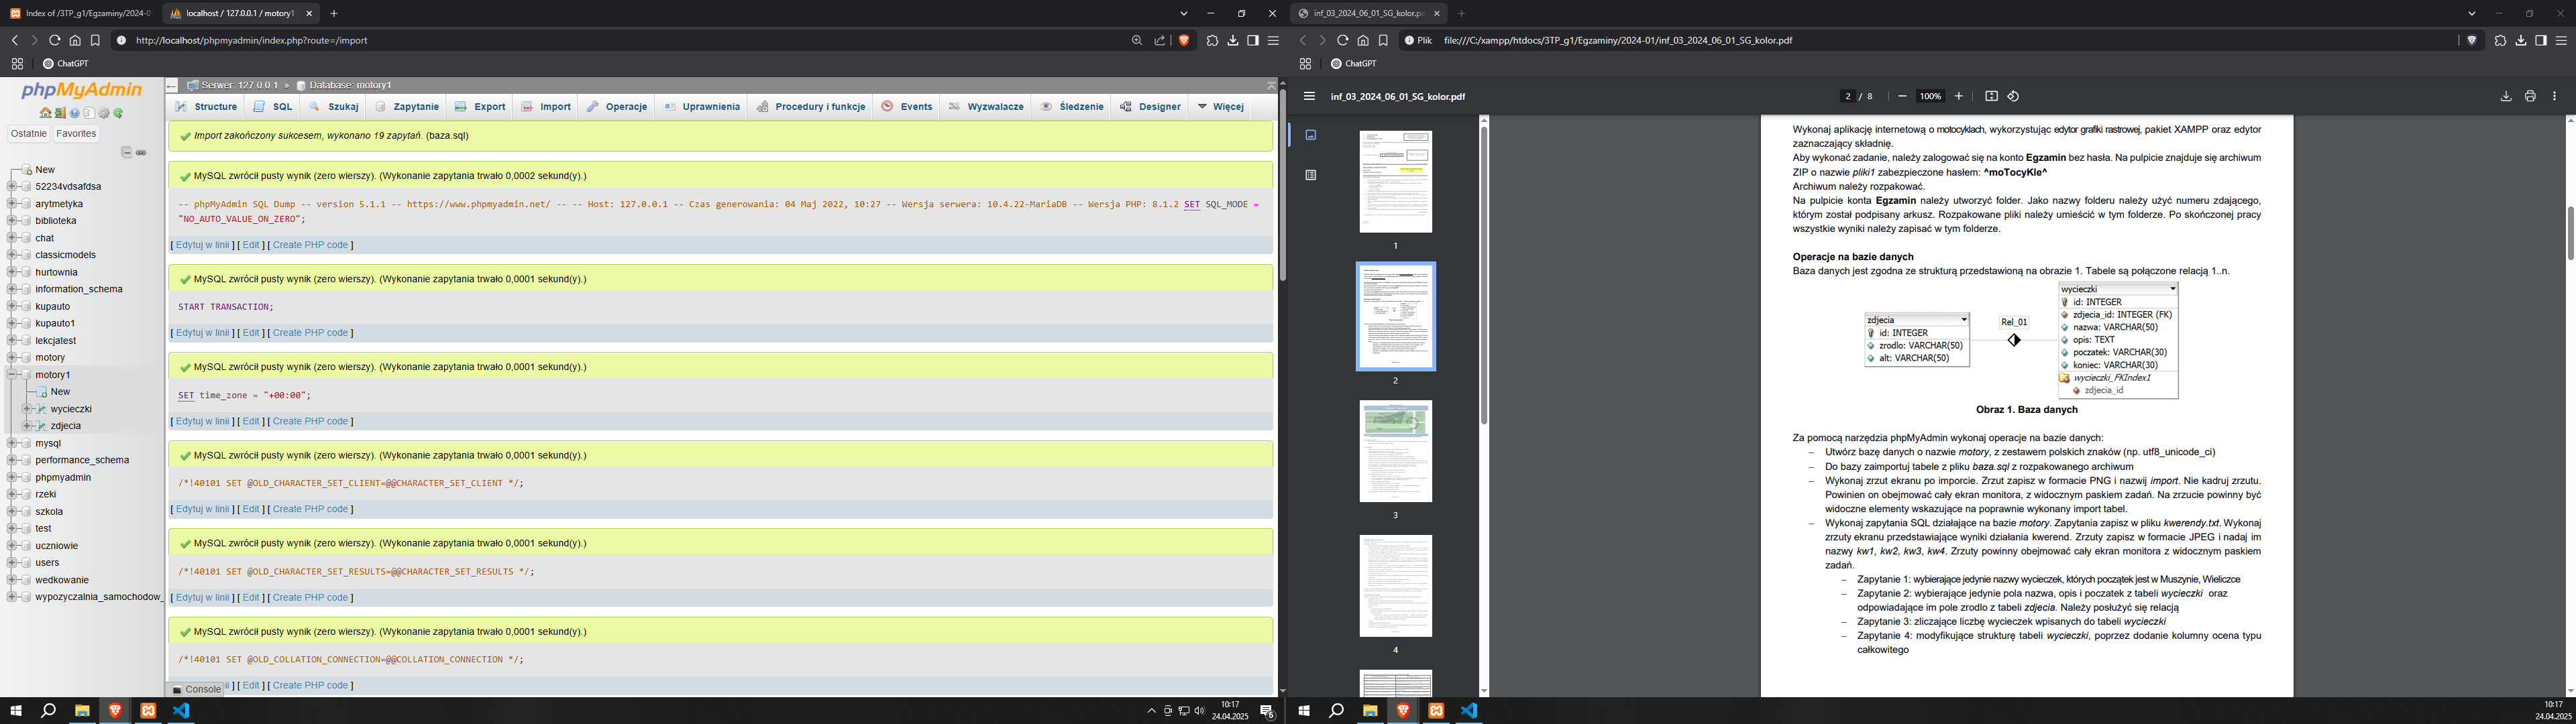 Index of /3TP_g1/Egzaminy/2024-0
localhost / 127.0.0.1 / motory1
http://localhost/phpmyadmin/index.php?route=/import
ChatGPT
phpMyAdmin
Ostatnie
Favorites
New
52234vdsafdsa
arytmetyka
biblioteka
chat
classicmodels
hurtownia
information_schema
kupauto
kupauto1
lekcjatest
motory
motory1
New
wycieczki
zdjecia
mysql
performance_schema
phpmyadmin
rzeki
szkola
test
uczniowie
users
wedkowanie
wypozyczalnia_samochodow_
Serwer: 127.0.0.1 » Database: motory1
Structure SQL Szukaj Zapytanie Export Import Operacje Uprawnienia Procedury i funkcje Events Wyzwalacze Śledzenie Designer Więcej
Import zakończony sukcesem, wykonano 19 zapytań. (baza.sql)
MySQL zwrócił pusty wynik (zero wierszy). (Wykonanie zapytania trwało 0,0002 sekund(y).)
-- phpMyAdmin SQL Dump -- version 5.1.1 -- https://www.phpmyadmin.net/ -- -- Host: 127.0.0.1 -- Czas generowania: 04 Maj 2022, 10:27 -- Wersja serwera: 10.4.22-MariaDB -- Wersja PHP: 8.1.2 SET SQL_MODE =
"NO_AUTO_VALUE_ON_ZERO";
[ Edytuj w linii ] [ Edit ] [ Create PHP code ]
MySQL zwrócił pusty wynik (zero wierszy). (Wykonanie zapytania trwało 0,0001 sekund(y).)
START TRANSACTION;
[ Edytuj w linii ] [ Edit ] [ Create PHP code ]
MySQL zwrócił pusty wynik (zero wierszy). (Wykonanie zapytania trwało 0,0001 sekund(y).)
SET time_zone = "+00:00";
[ Edytuj w linii ] [ Edit ] [ Create PHP code ]
MySQL zwrócił pusty wynik (zero wierszy). (Wykonanie zapytania trwało 0,0001 sekund(y).)
/*!40101 SET @OLD_CHARACTER_SET_CLIENT=@@CHARACTER_SET_CLIENT */;
[ Edytuj w linii ] [ Edit ] [ Create PHP code ]
MySQL zwrócił pusty wynik (zero wierszy). (Wykonanie zapytania trwało 0,0001 sekund(y).)
/*!40101 SET @OLD_CHARACTER_SET_RESULTS=@@CHARACTER_SET_RESULTS */;
[ Edytuj w linii ] [ Edit ] [ Create PHP code ]
MySQL zwrócił pusty wynik (zero wierszy). (Wykonanie zapytania trwało 0,0001 sekund(y).)
/*!40101 SET @OLD_COLLATION_CONNECTION=@@COLLATION_CONNECTION */;
Console ii ] [ Edit ] [ Create PHP code ]
10:17
24.04.2025
6
inf_03_2024_06_01_SG_kolor.pd
Plik file:///C:/xampp/htdocs/3TP_g1/Egzaminy/2024-01/inf_03_2024_06_01_SG_kolor.pdf
ChatGPT
inf_03_2024_06_01_SG_kolor.pdf
2 / 8
100%
1
2
3
4
Wykonaj aplikację internetową o motocyklach, wykorzystując edytor grafiki rastrowej, pakiet XAMPP oraz edytor
zaznaczający składnię.
Aby wykonać zadanie, należy zalogować się na konto Egzamin bez hasła. Na pulpicie znajduje się archiwum
ZIP o nazwie pliki1 zabezpieczone hasłem: ^moTocyKle^
Archiwum należy rozpakować.
Na pulpicie konta Egzamin należy utworzyć folder. Jako nazwy folderu należy użyć numeru zdającego,
którym został podpisany arkusz. Rozpakowane pliki należy umieścić w tym folderze. Po skończonej pracy
wszystkie wyniki należy zapisać w tym folderze.
Operacje na bazie danych
Baza danych jest zgodna ze strukturą przedstawioną na obrazie 1. Tabele są połączone relacją 1..n.
zdjecia
id: INTEGER
zrodlo: VARCHAR(50)
alt: VARCHAR(50)
Rel_01
wycieczki
id: INTEGER
zdjecia_id: INTEGER (FK)
nazwa: VARCHAR(50)
opis: TEXT
poczatek: VARCHAR(30)
koniec: VARCHAR(30)
wycieczki_FKIndex1
zdjecia_id
Obraz 1. Baza danych
Za pomocą narzędzia phpMyAdmin wykonaj operacje na bazie danych:
– Utwórz bazę danych o nazwie motory, z zestawem polskich znaków (np. utf8_unicode_ci)
– Do bazy zaimportuj tabele z pliku baza.sql z rozpakowanego archiwum
– Wykonaj zrzut ekranu po imporcie. Zrzut zapisz w formacie PNG i nazwij import. Nie kadruj zrzutu.
Powinien on obejmować cały ekran monitora, z widocznym paskiem zadań. Na zrzucie powinny być
widoczne elementy wskazujące na poprawnie wykonany import tabel.
– Wykonaj zapytania SQL działające na bazie motory. Zapytania zapisz w pliku kwerendy.txt. Wykonaj
zrzuty ekranu przedstawiające wyniki działania kwerend. Zrzuty zapisz w formacie JPEG i nadaj im
nazwy kw1, kw2, kw3, kw4. Zrzuty powinny obejmować cały ekran monitora z widocznym paskiem
zadań.
– Zapytanie 1: wybierające jedynie nazwy wycieczek, których początek jest w Muszynie, Wieliczce
– Zapytanie 2: wybierające jedynie pola nazwa, opis i poczatek z tabeli wycieczki oraz
odpowiadające im pole zrodlo z tabeli zdjecia. Należy posłużyć się relacją
– Zapytanie 3: zliczające liczbę wycieczek wpisanych do tabeli wycieczki
– Zapytanie 4: modyfikujące strukturę tabeli wycieczki, poprzez dodanie kolumny ocena typu
całkowitego
10:17
24.04.2025